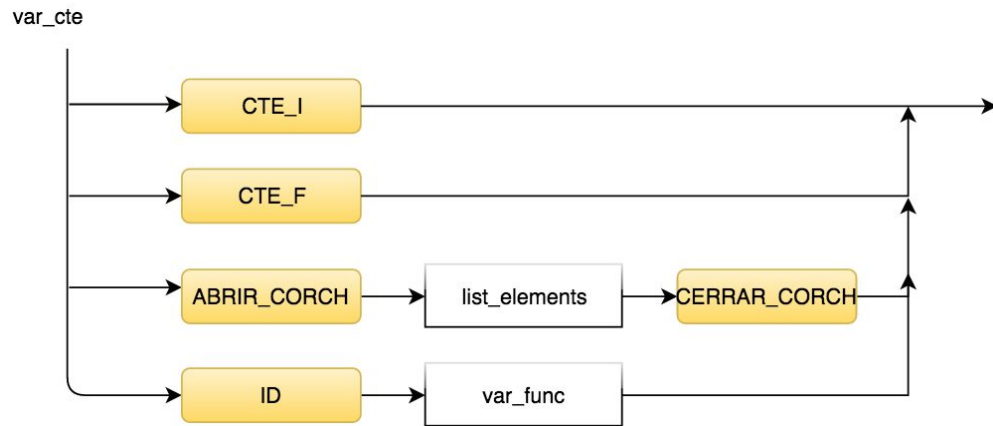 var_cte
CTE_I
CTE_F
ABRIR_CORCH list_elements CERRAR_CORCH
ID var_func